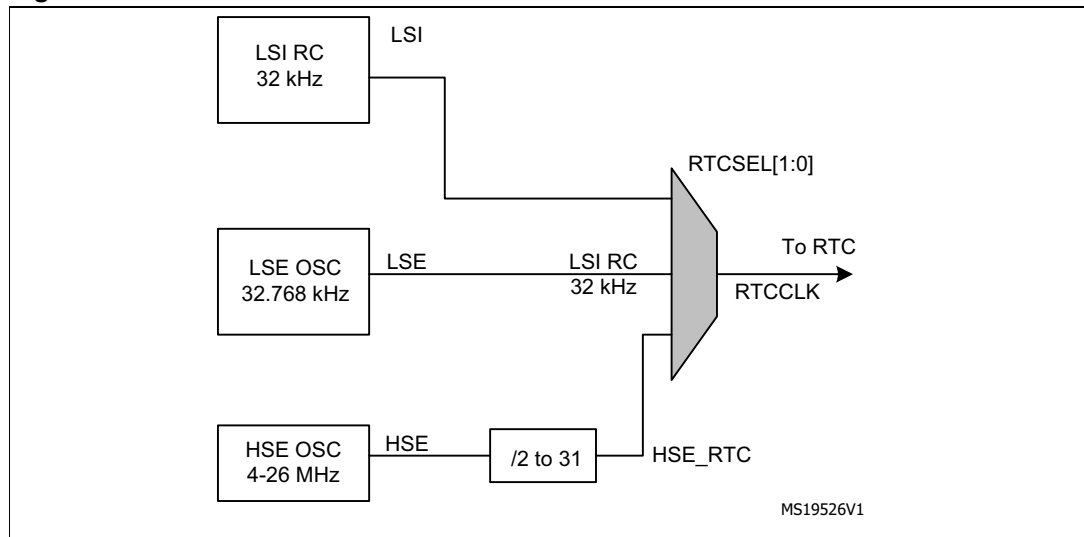 LSI RC
32 kHz
LSI
RTCSEL[1:0]
LSE OSC
32.768 kHz
LSE
LSI RC
32 kHz
To RTC
RTCCLK
HSE OSC
4-26 MHz
HSE
/2 to 31
HSE_RTC
MS19526V1